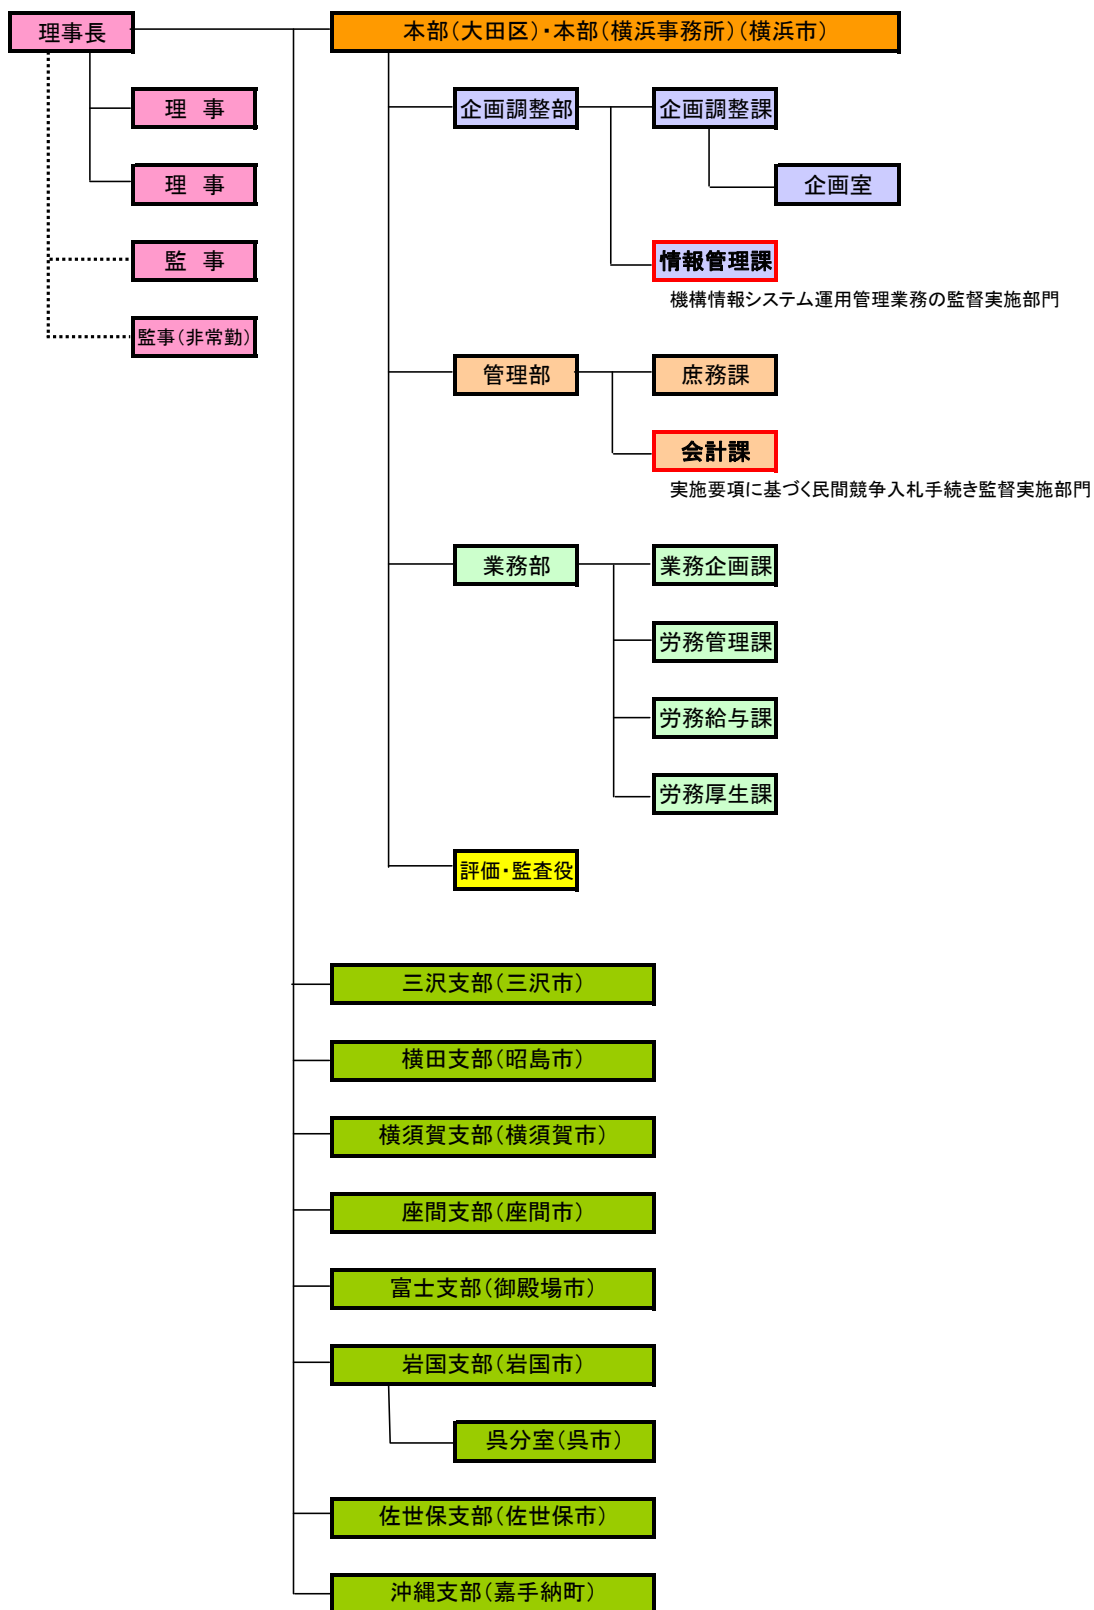 理事長
本部（大田区）・本部（横浜事務所）（横浜市）
理　事
企画調整部
企画調整課
理　事
企画室
監　事
情報管理課
機構情報システム運用管理業務の監督実施部門
監事（非常勤）
管理部
庶務課
会計課
実施要項に基づく民間競争入札手続き監督実施部門
業務部
業務企画課
労務管理課
労務給与課
労務厚生課
評価・監査役
三沢支部（三沢市）
横田支部（昭島市）
横須賀支部（横須賀市）
座間支部（座間市）
富士支部（御殿場市）
岩国支部（岩国市）
呉分室（呉市）
佐世保支部（佐世保市）
沖縄支部（嘉手納町）